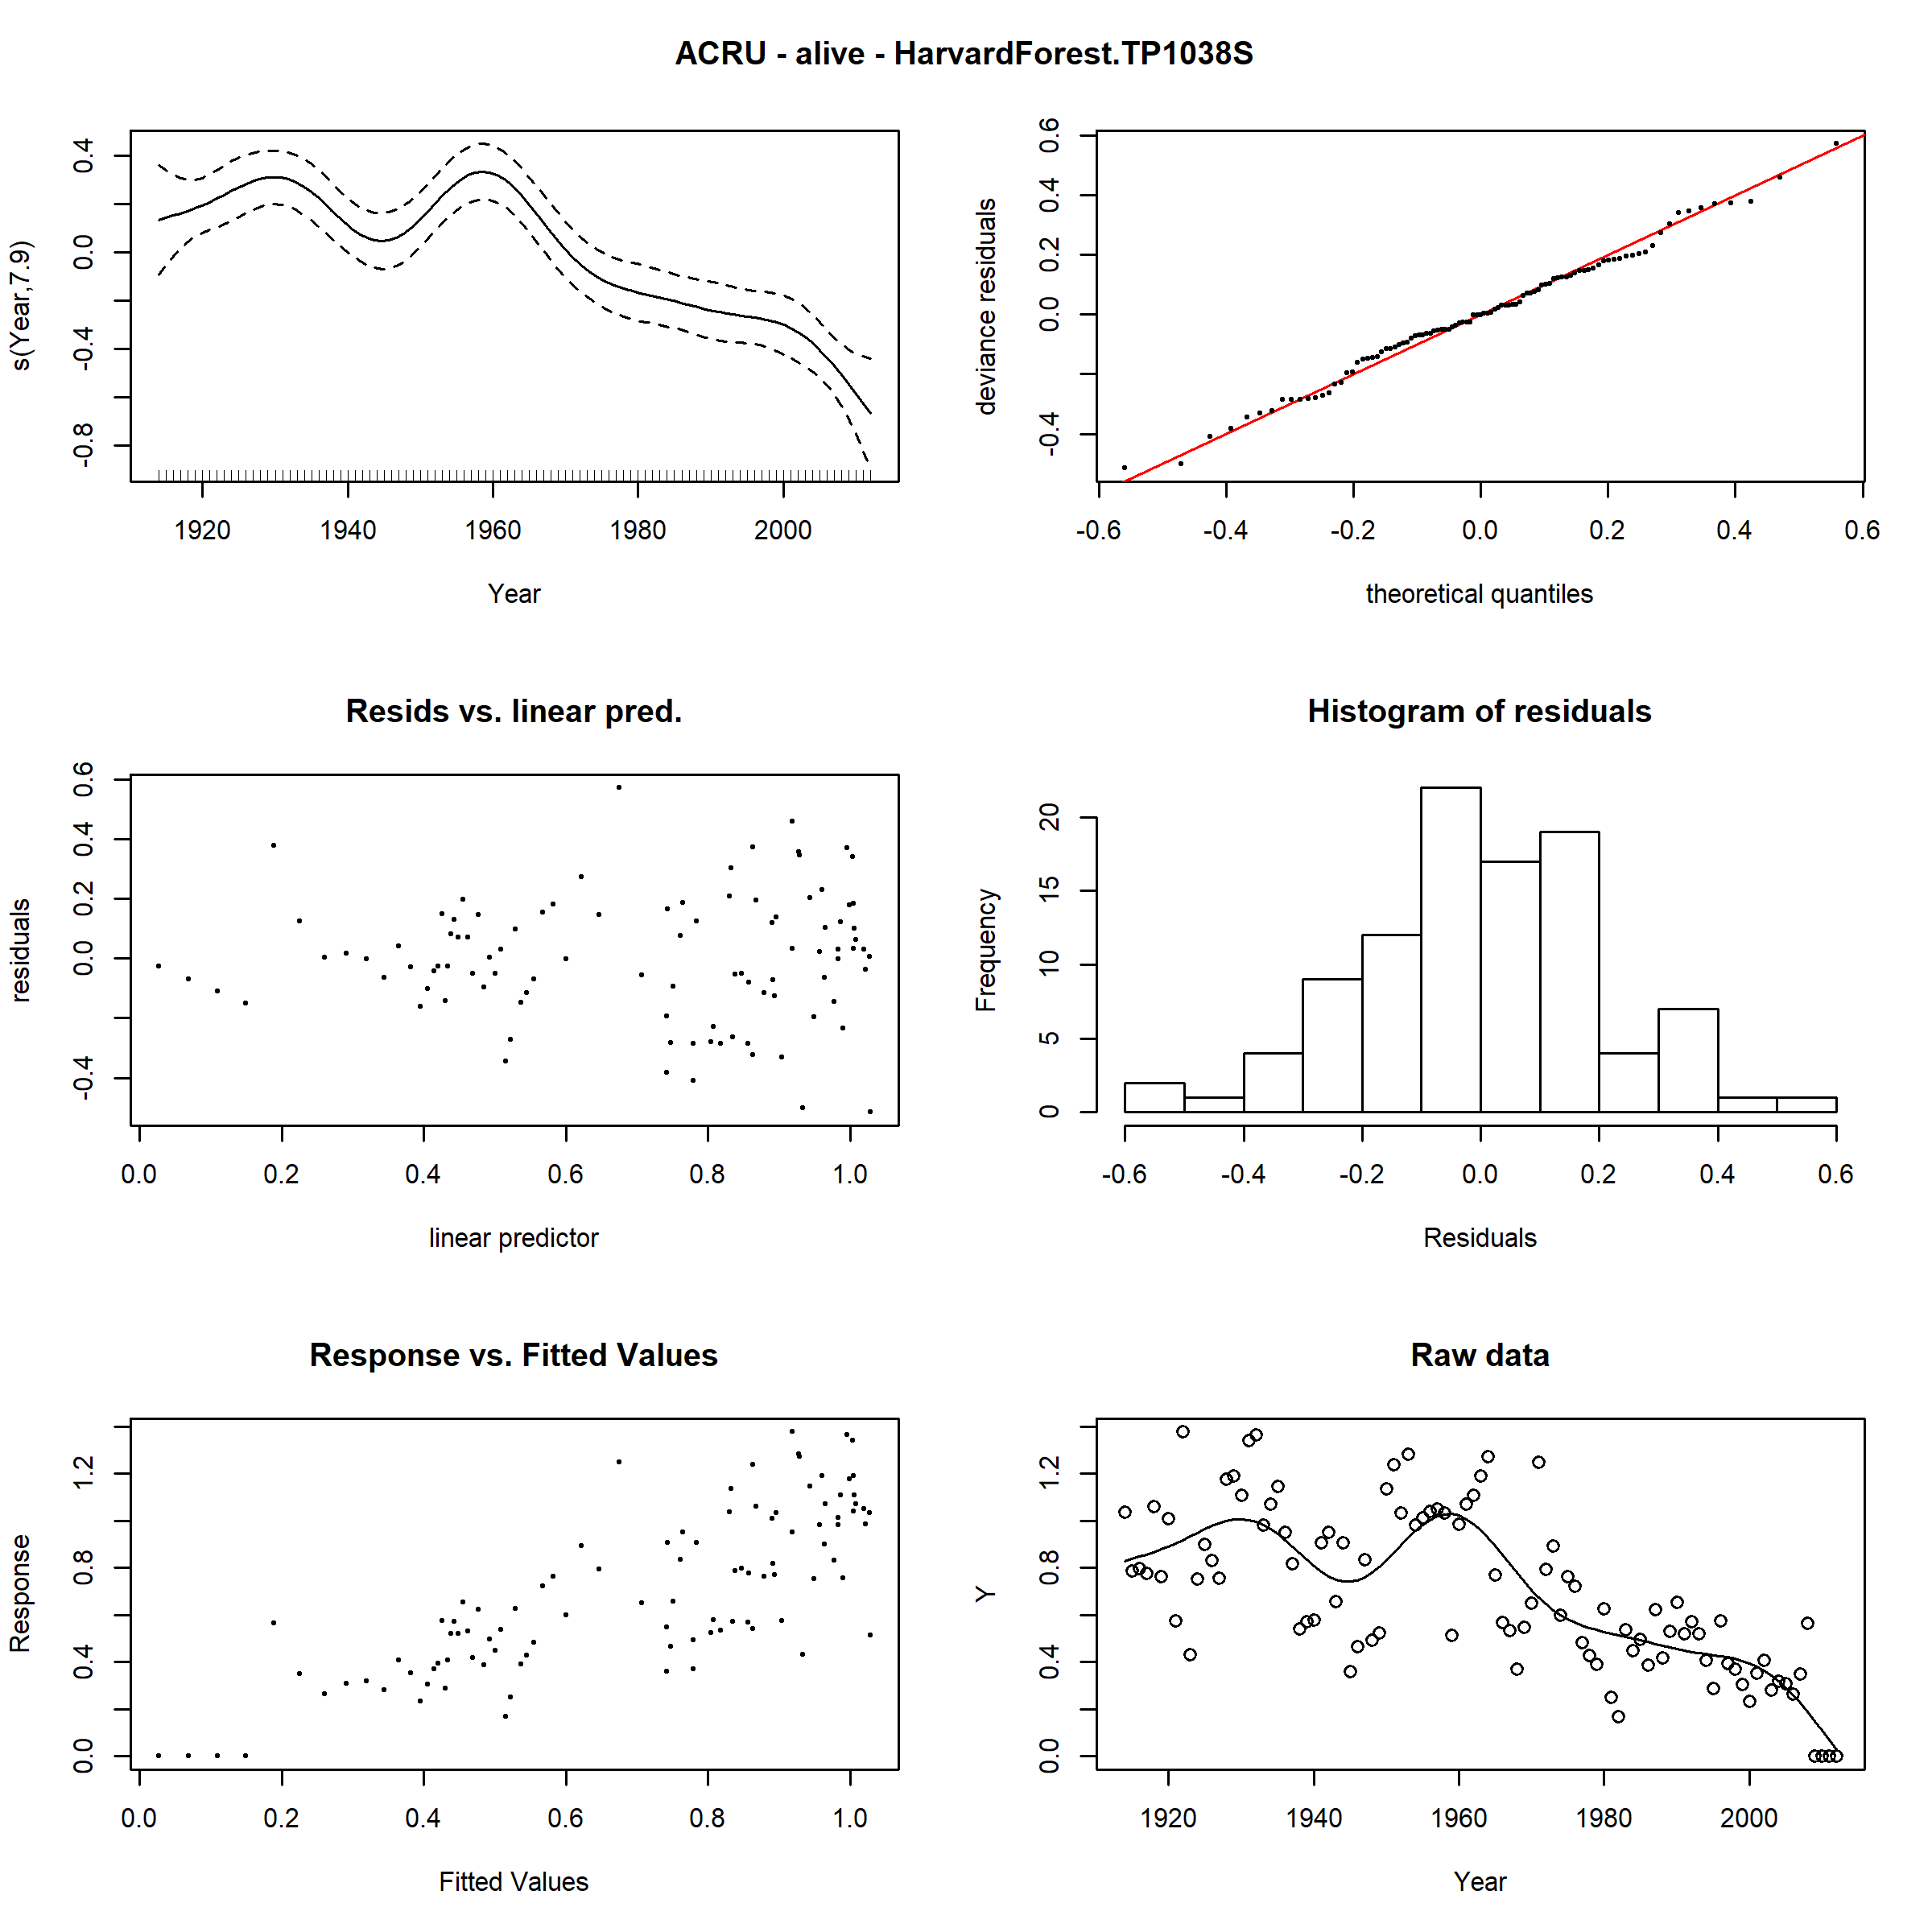 ACRU - alive - HarvardForest.TP1038S
s(Year,7.9)
0.4
0.0
-0.4
-0.8
1920 1940 1960 1980 2000
Year
deviance residuals
0.6
0.4
0.2
0.0
-0.4
-0.6 -0.4 -0.2 0.0 0.2 0.4 0.6
theoretical quantiles
Resids vs. linear pred.
residuals
0.6
0.4
0.2
0.0
-0.4
0.0 0.2 0.4 0.6 0.8 1.0
linear predictor
Histogram of residuals
Frequency
20
15
10
5
0
-0.6 -0.4 -0.2 0.0 0.2 0.4 0.6
Residuals
Response vs. Fitted Values
Response
1.2
0.8
0.4
0.0
0.0 0.2 0.4 0.6 0.8 1.0
Fitted Values
Raw data
Y
1.2
0.8
0.4
0.0
1920 1940 1960 1980 2000
Year